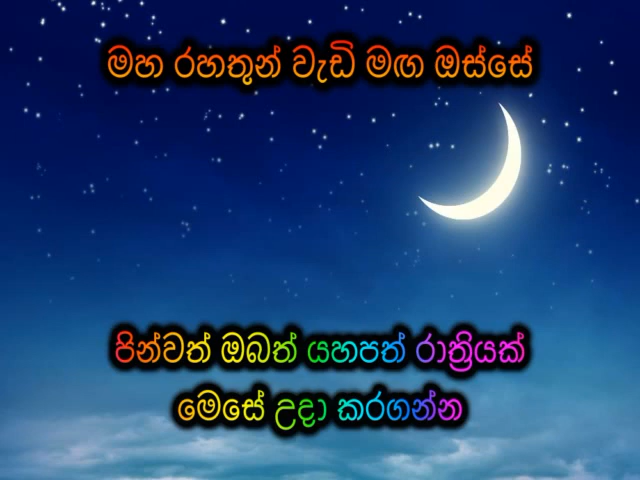 මහ රහතුන් වැඩි මඟ ඔස්සේ
පින්වත් ඔබත් යහපත් රාත්‍රියක්
මෙසේ උදා කරගන්න